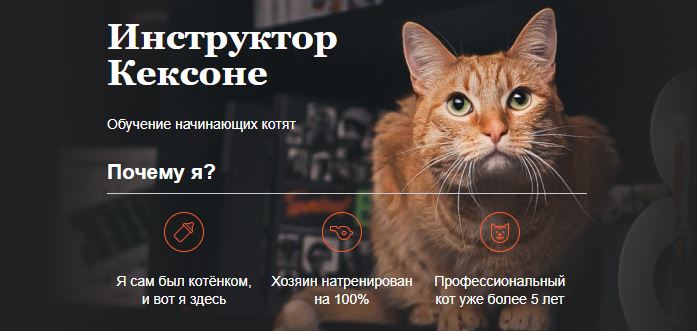 Инструктор
Кексоне
Обучение начинающих котят
Почему я?
Я сам был котёнком,
и вот я здесь
Хозяин натренирован
на 100%
Профессиональный
кот уже более 5 лет